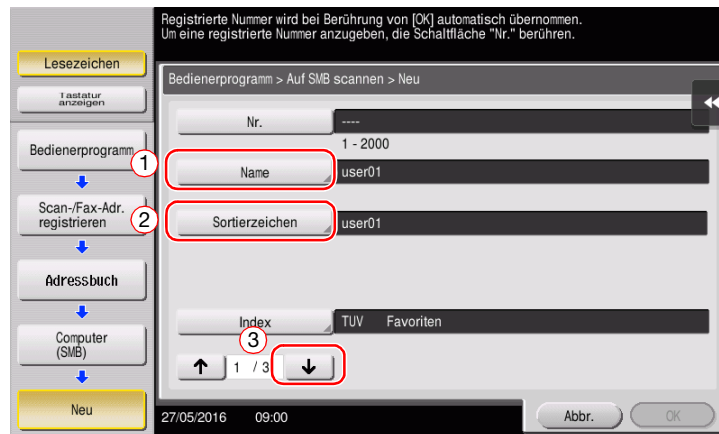 Registrierte Nummer wird bei Berührung von [OK] automatisch übernommen.
Um eine registrierte Nummer anzugeben, die Schaltfläche "Nr." berühren.
Lesezeichen
Tastatur
anzeigen
Bedienerprogramm
Scan-/Fax-Adr.
registrieren
Adressbuch
Computer
(SMB)
Neu
Bedienerprogramm > Auf SMB scannen > Neu
Nr.
----
1 - 2000
1
Name
user01
2
Sortierzeichen
user01
Index
TUV Favoriten
3
1 / 3
27/05/2016 09:00
Abbr.
OK